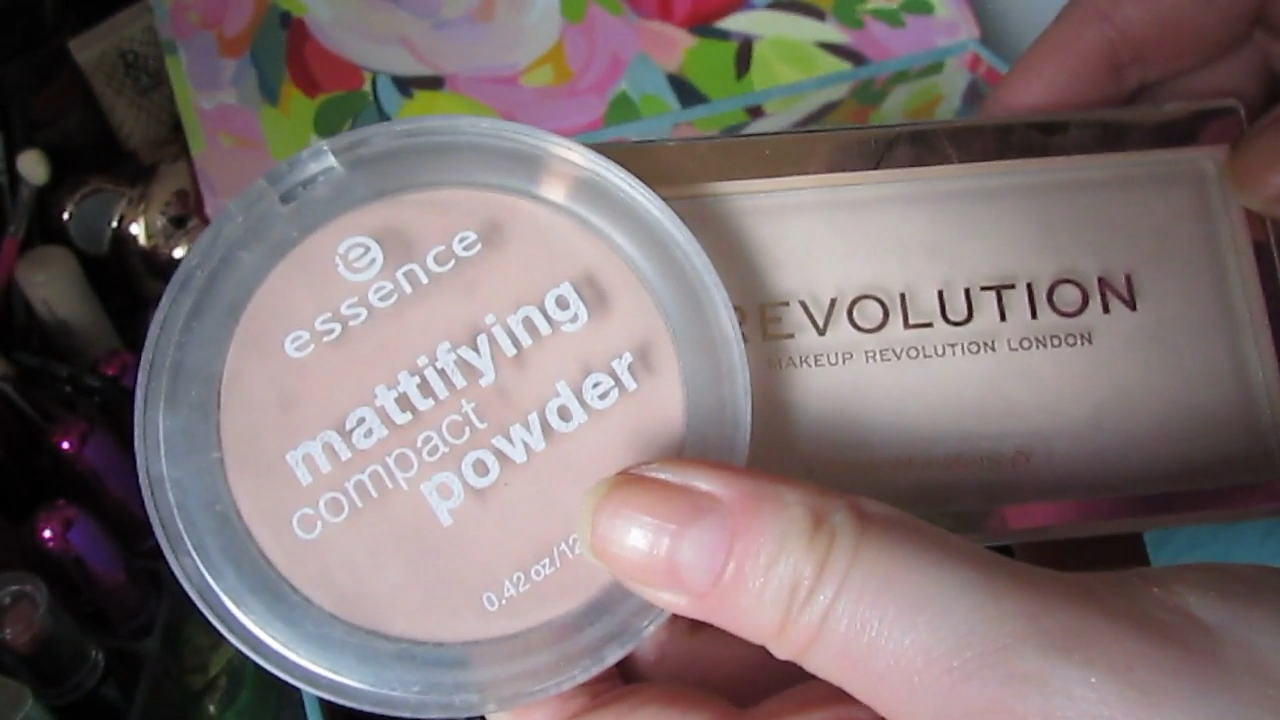 essence
mattifying
compact
powder
0.42 oz/12
REVOLUTION
MAKEUP REVOLUTION LONDON